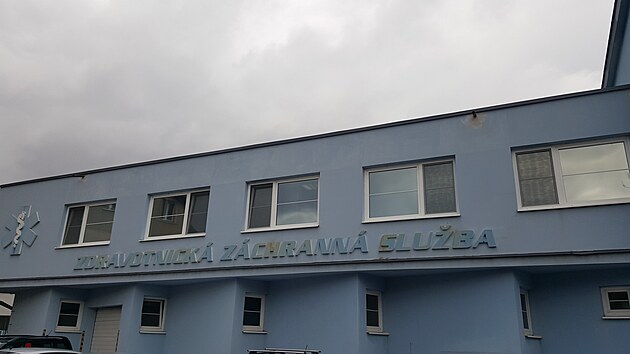 ZDRAVOTNICKÁ ZÁCHRANNÁ SLUŽBA